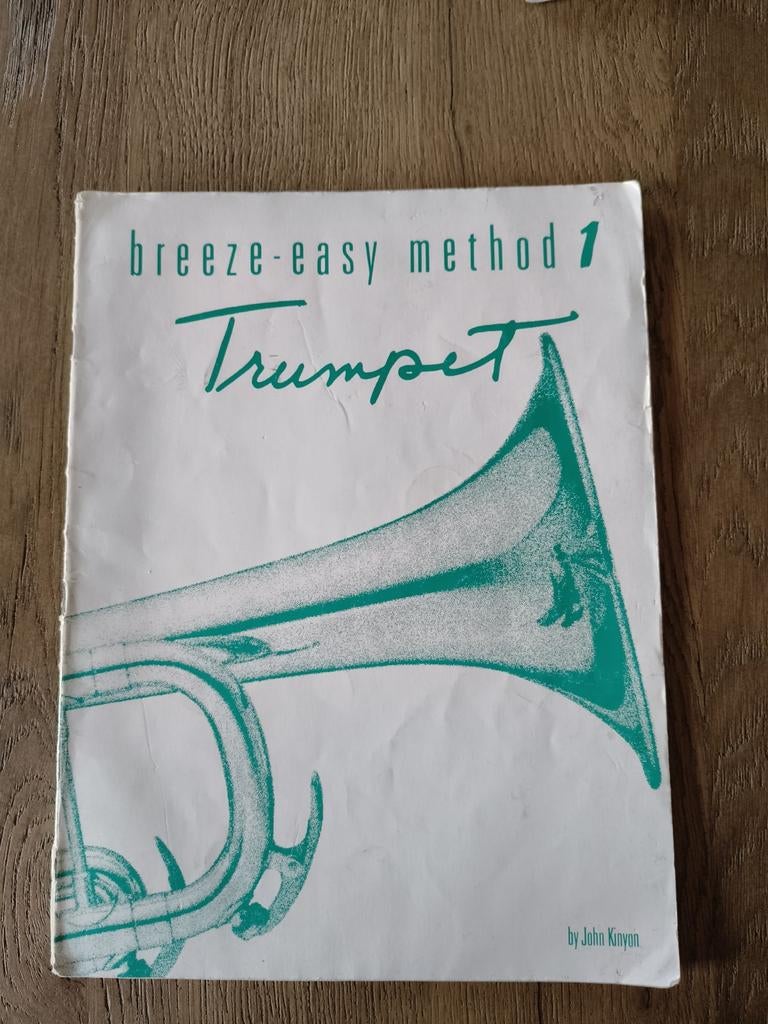 breeze-easy method 1
Trumpet
by John Kinyon